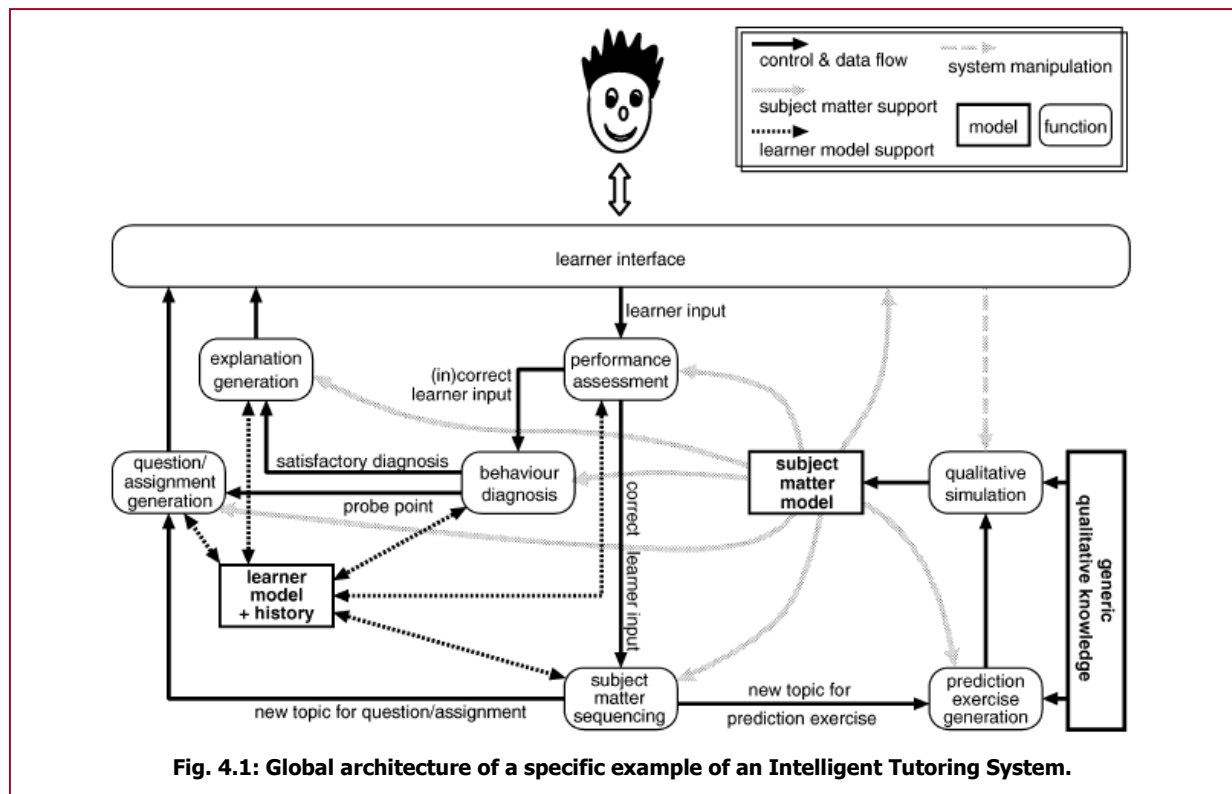 control & data flow
system manipulation
subject matter support
model
function
learner model support
learner interface
learner input
explanation
generation
(in)correct
learner input
performance
assessment
question/
assignment
generation
satisfactory diagnosis
behaviour
diagnosis
probe point
correct learner input
subject
matter
model
qualitative
simulation
generic
qualitative knowledge
learner
model
+ history
subject
matter
sequencing
new topic for question/assignment
new topic for
prediction exercise
prediction
exercise
generation
Fig. 4.1: Global architecture of a specific example of an Intelligent Tutoring System.